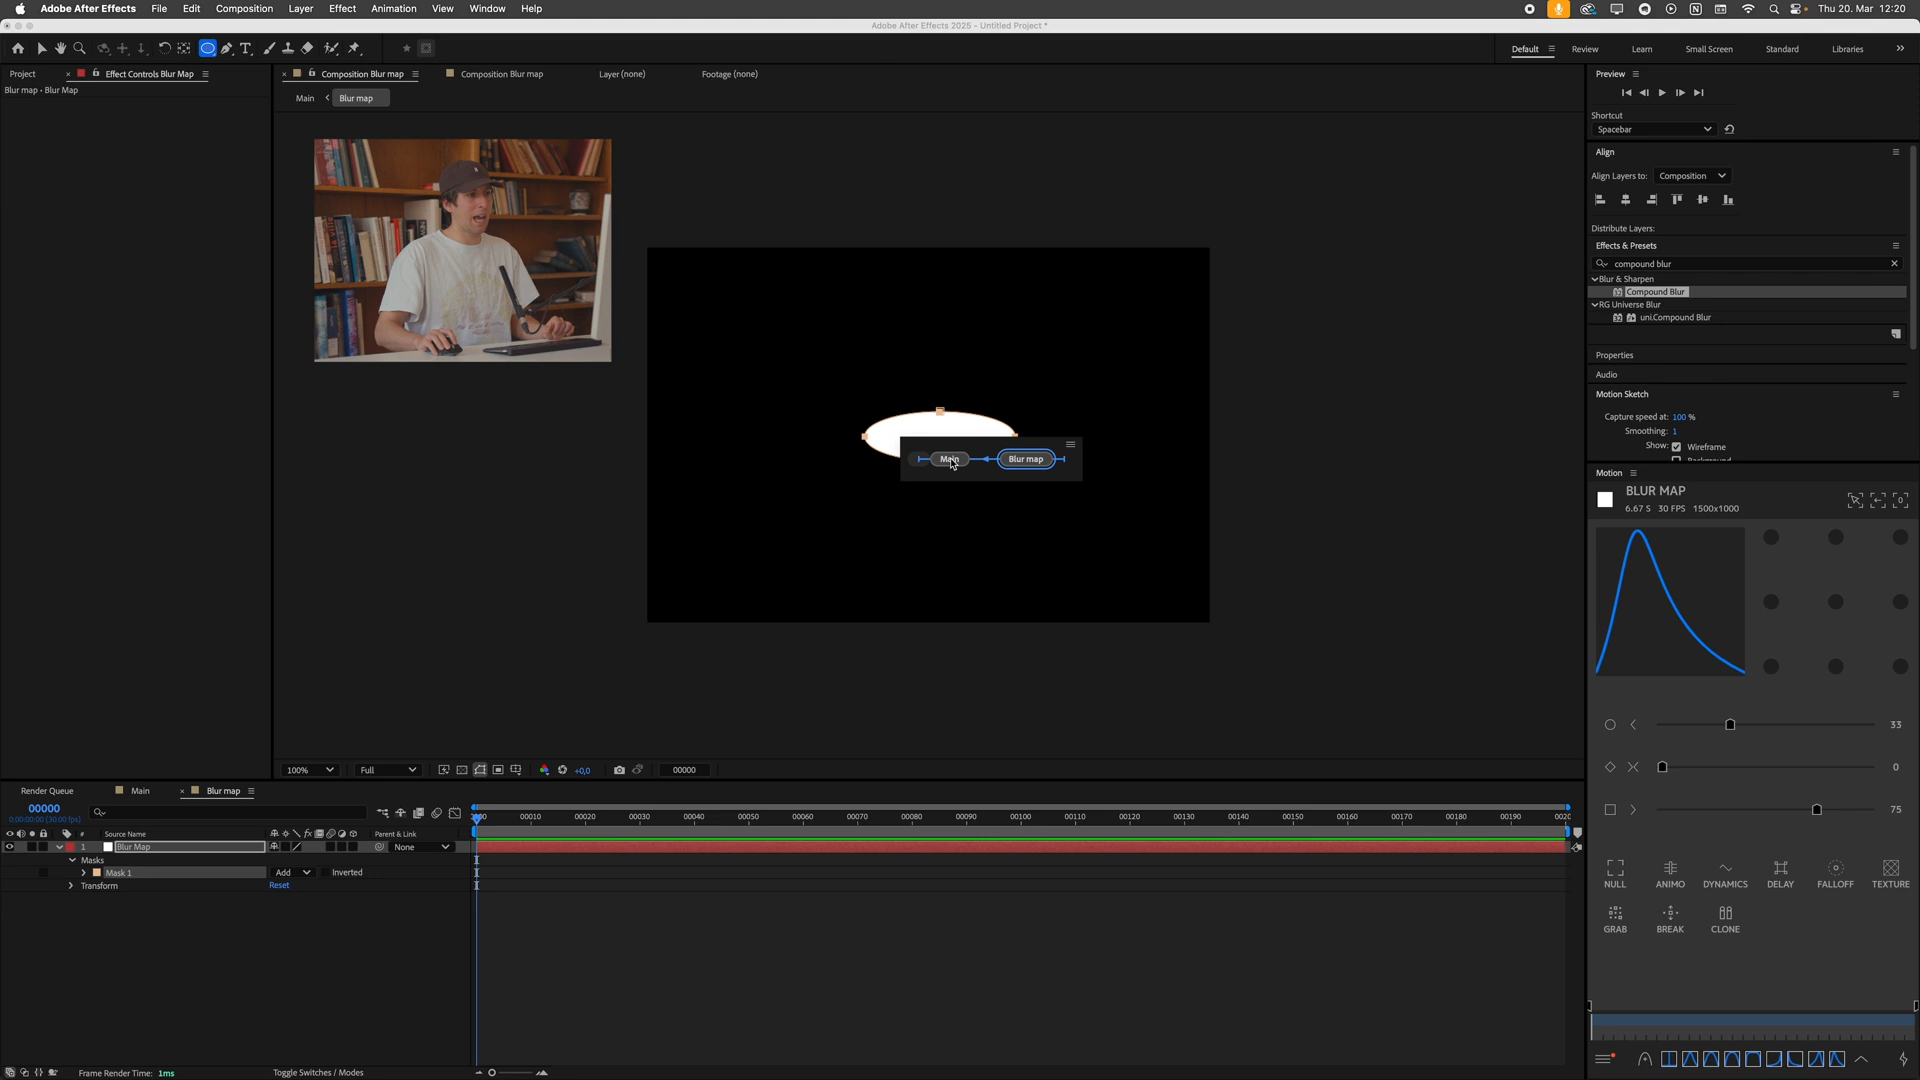 Adobe After Effects File Edit Composition Layer Effect Animation View Window Help Thu 20. Mar 12:20
Adobe After Effects 2025 - Untitled Project *
Default Review Learn Small Screen Standard Libraries
Project Effect Controls Blur Map Composition Blur map Composition Blur map Layer (none) Footage (none)
Blur map • Blur Map
Main Blur map
Main Blur map
Preview
Shortcut
Spacebar
Align
Align Layers to: Composition
Distribute Layers:
Effects & Presets
compound blur
Blur & Sharpen
Compound Blur
RG Universe Blur
uni.Compound Blur
Properties
Audio
Motion Sketch
Capture speed at: 100 %
Smoothing: 1
Show: Wireframe
Motion
BLUR MAP
6.67 S 30 FPS 1500x1000
33
0
75
NULL ANIMO DYNAMICS DELAY FALLOFF TEXTURE
GRAB BREAK CLONE
100% Full +0,0 00000
Render Queue Main Blur map
00000
0:00:00:00 (30.00 fps)
# Source Name Parent & Link
00010 00020 00030 00040 00050 00060 00070 00080 00090 00100 00110 00120 00130 00140 00150 00160 00170 00180 00190
1 Blur Map None
Masks
Mask 1 Add Inverted
Transform Reset
Frame Render Time: 1ms Toggle Switches / Modes